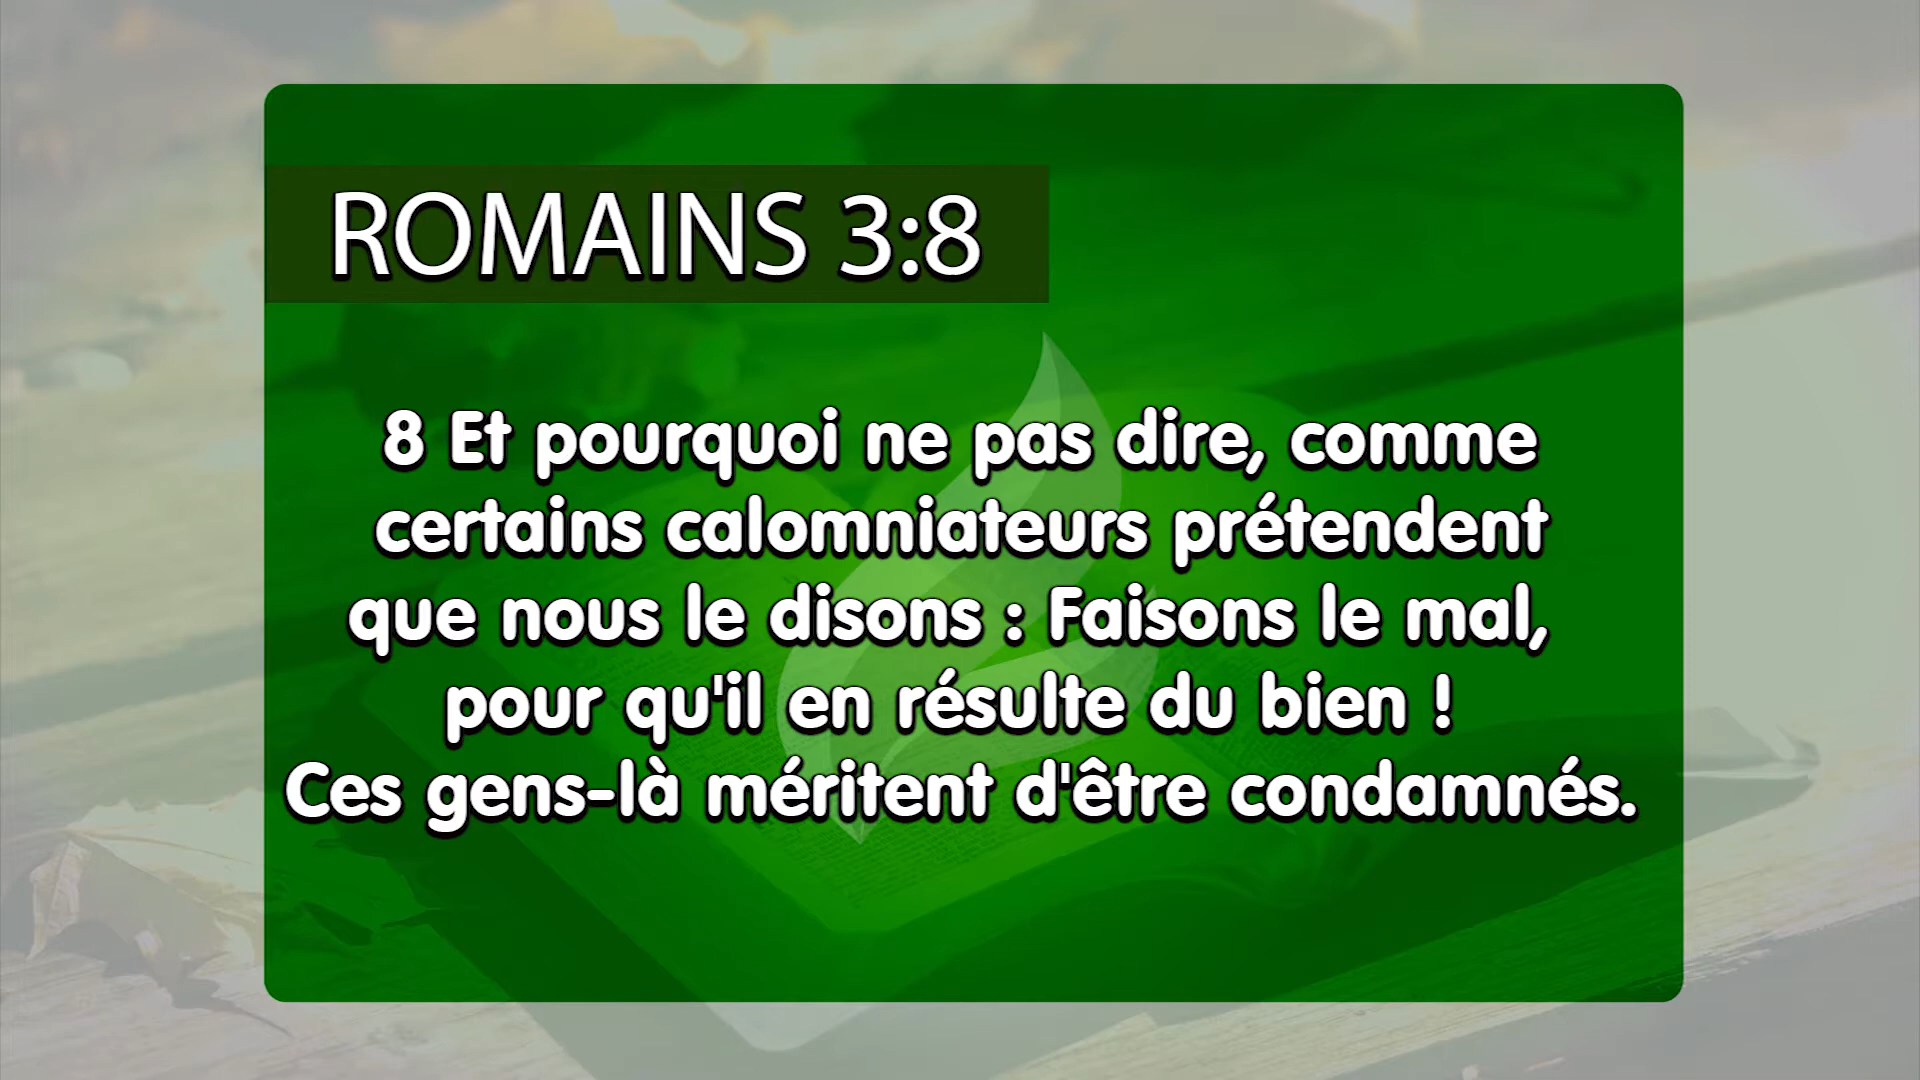 ROMAINS 3:8
8 Et pourquoi ne pas dire, comme
certains calomniateurs prétendent
que nous le disons : Faisons le mal,
pour qu'il en résulte du bien !
Ces gens-là méritent d'être condamnés.